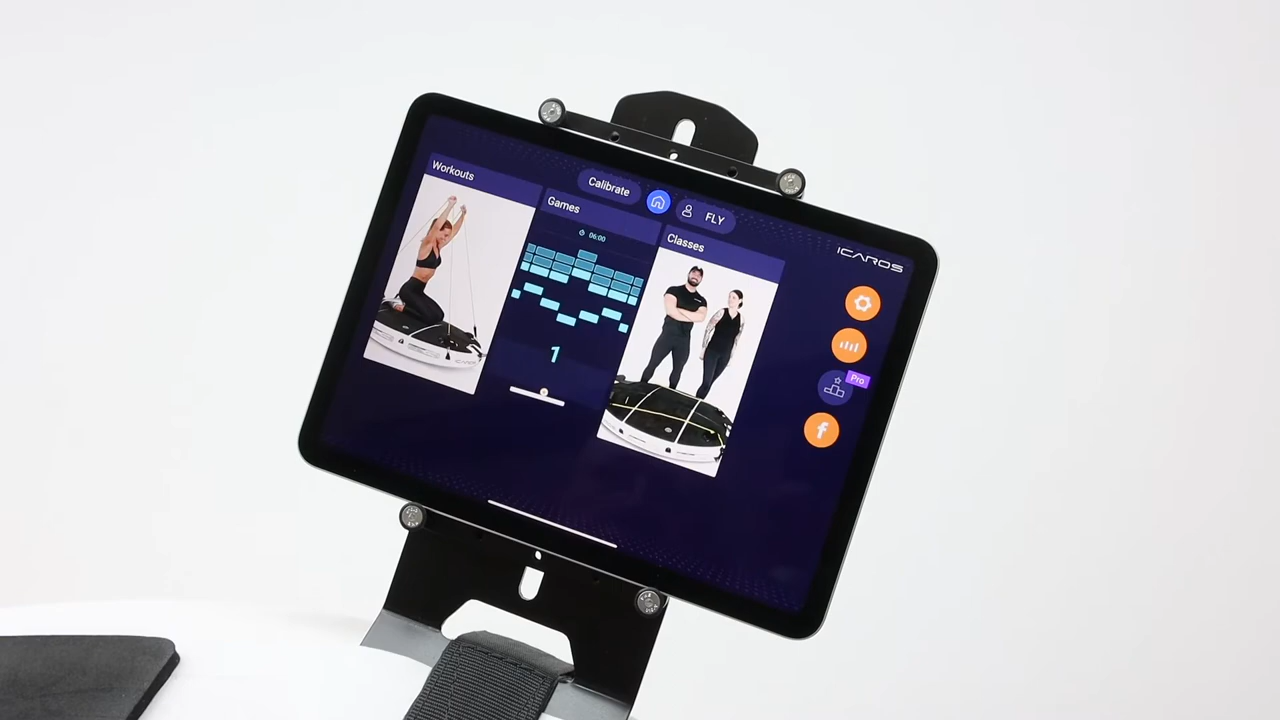 Workouts
Calibrate
FLY
Games
06:00
1
Classes
ICAROS
Pro
f